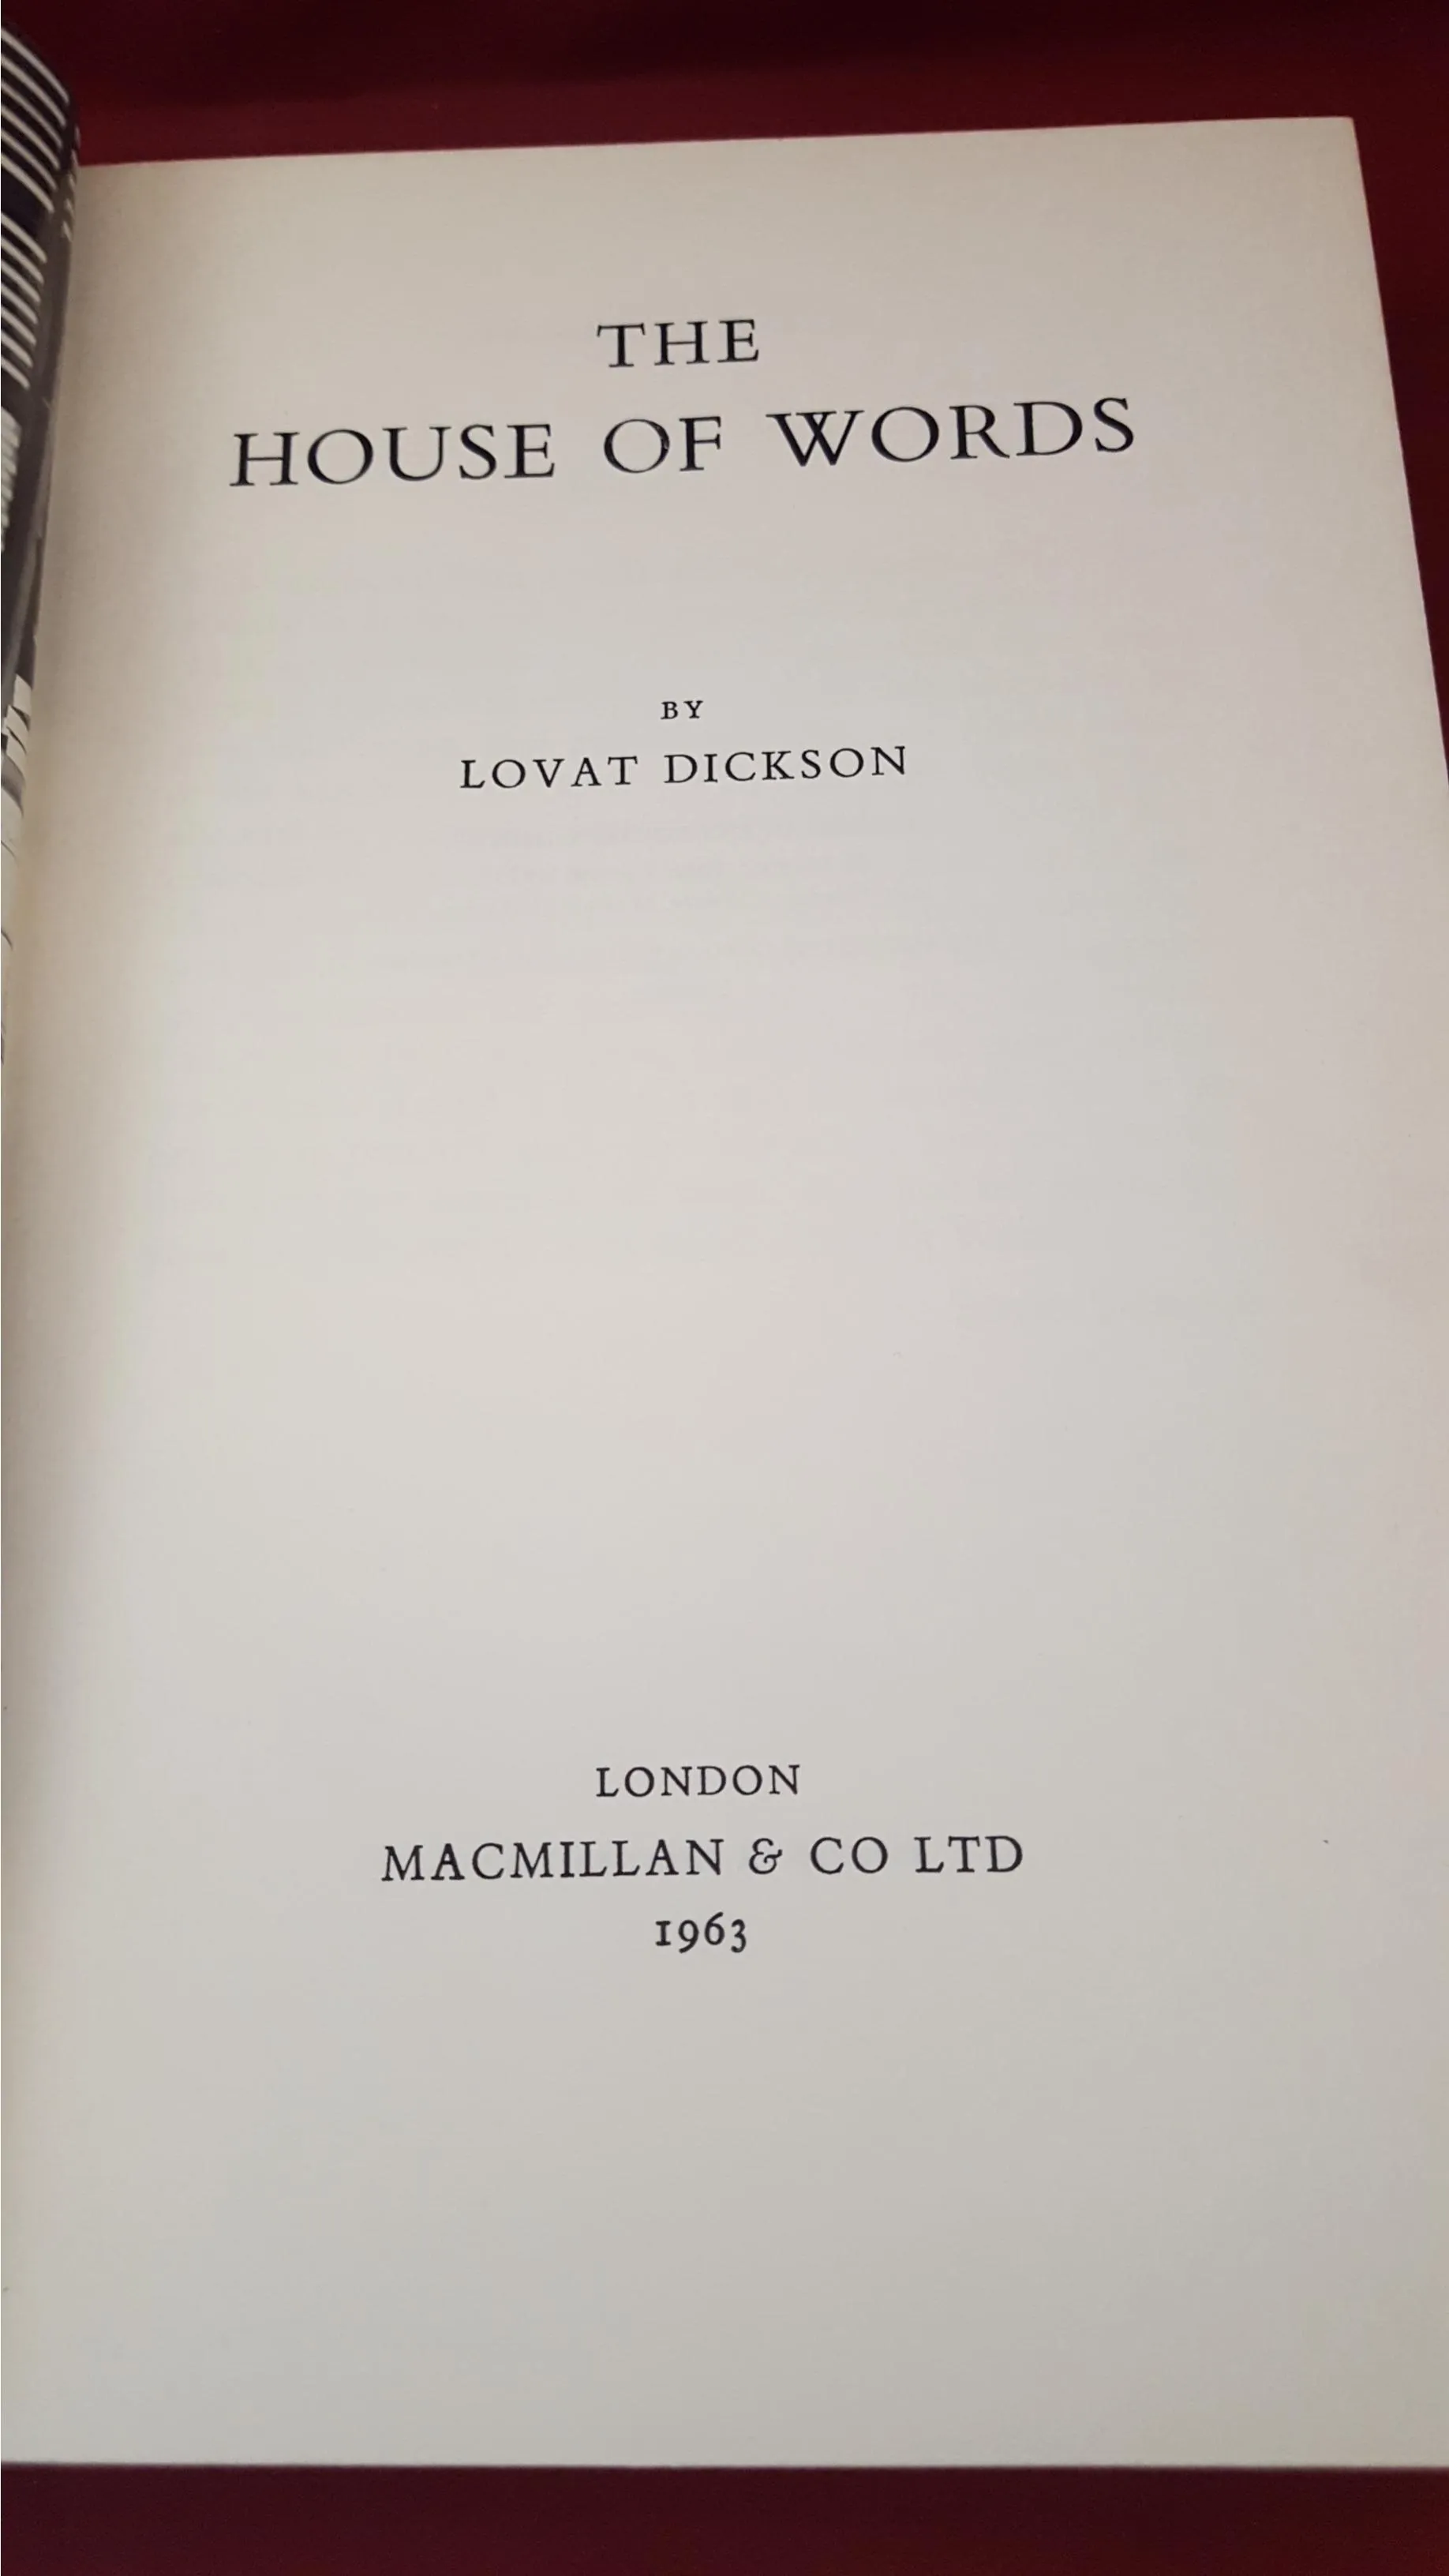 THE
HOUSE OF WORDS
BY
LOVAT DICKSON
LONDON
MACMILLAN & CO LTD
1963